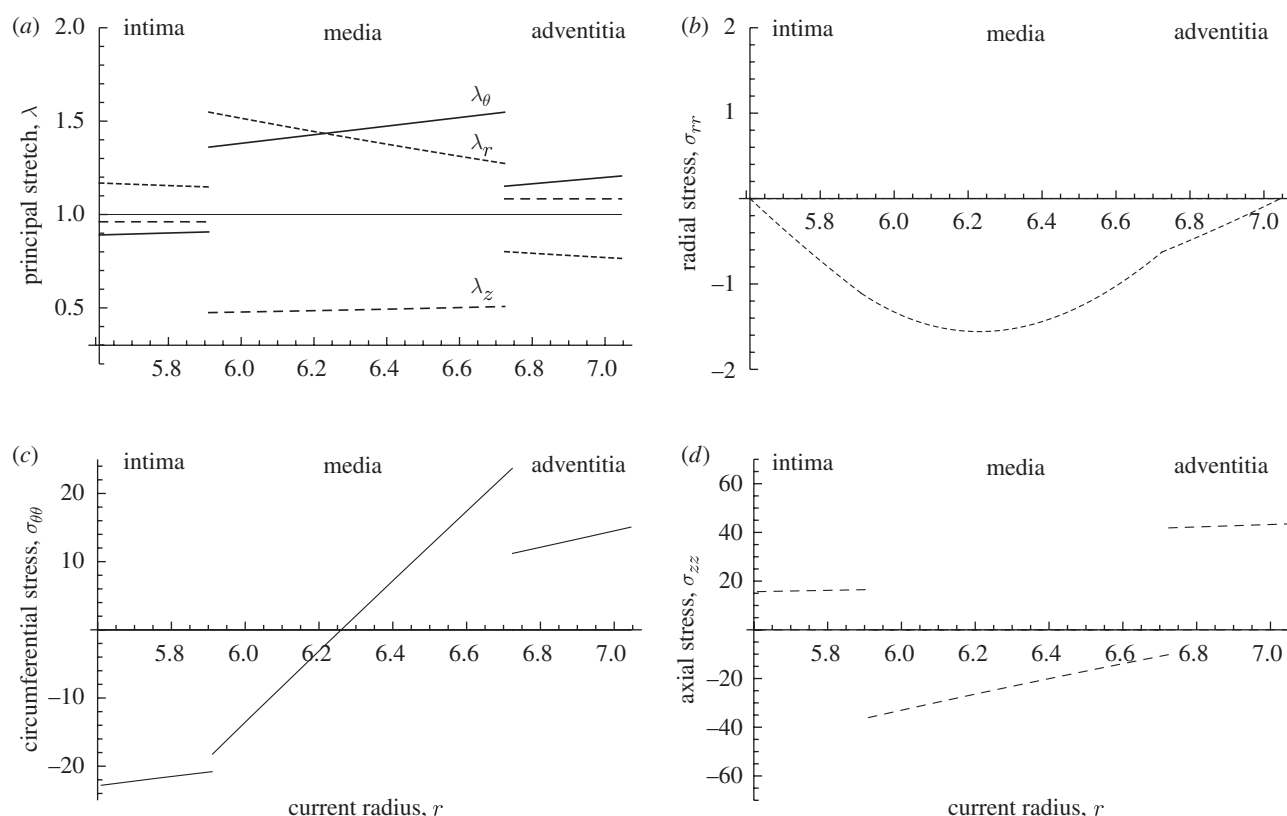 (a)
2.0
intima
media
adventitia
1.5
1.0
0.5
principal stretch, λ
λθ
λr
λz
5.8 6.0 6.2 6.4 6.6 6.8 7.0
(b)
2
intima
media
adventitia
1
−1
−2
radial stress, σrr
5.8 6.0 6.2 6.4 6.6 6.8 7.0
(c)
intima
media
adventitia
20
10
−10
−20
circumferential stress, σθθ
5.8 6.0 6.2 6.4 6.6 6.8 7.0
current radius, r
(d)
intima
media
adventitia
60
40
20
−20
−40
−60
axial stress, σzz
5.8 6.0 6.2 6.4 6.6 6.8 7.0
current radius, r